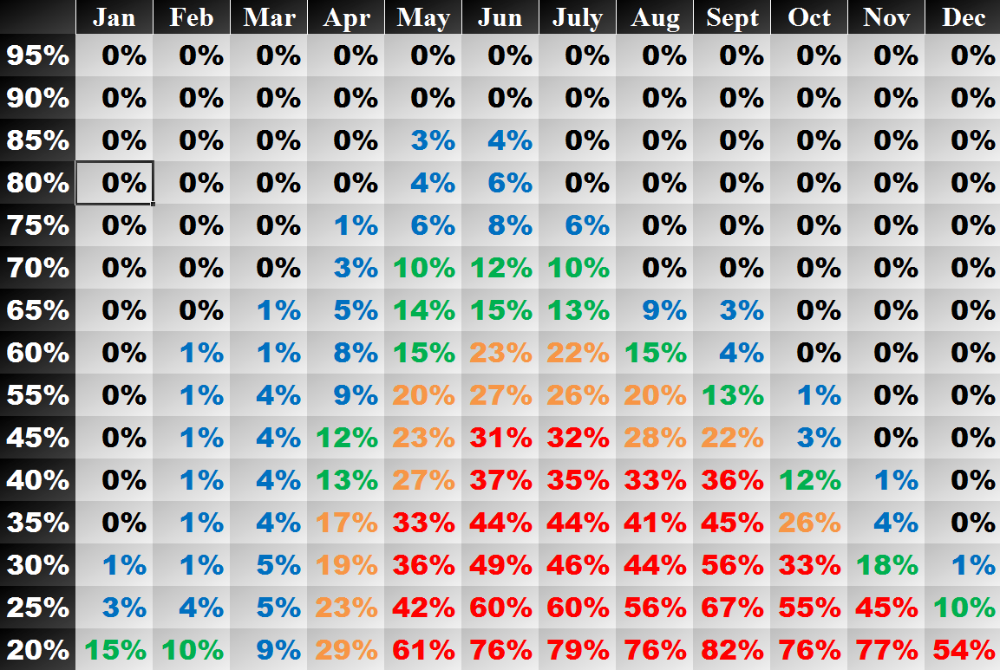 Jan Feb Mar Apr May Jun July Aug Sept Oct Nov Dec
95% 0% 0% 0% 0% 0% 0% 0% 0% 0% 0% 0% 0%
90% 0% 0% 0% 0% 0% 0% 0% 0% 0% 0% 0% 0%
85% 0% 0% 0% 0% 3% 4% 0% 0% 0% 0% 0% 0%
80% 0% 0% 0% 0% 4% 6% 0% 0% 0% 0% 0% 0%
75% 0% 0% 0% 1% 6% 8% 6% 0% 0% 0% 0% 0%
70% 0% 0% 0% 3% 10% 12% 10% 0% 0% 0% 0% 0%
65% 0% 0% 1% 5% 14% 15% 13% 9% 3% 0% 0% 0%
60% 0% 1% 1% 8% 15% 23% 22% 15% 4% 0% 0% 0%
55% 0% 1% 4% 9% 20% 27% 26% 20% 13% 1% 0% 0%
45% 0% 1% 4% 12% 23% 31% 32% 28% 22% 3% 0% 0%
40% 0% 1% 4% 13% 27% 37% 35% 33% 36% 12% 1% 0%
35% 0% 1% 4% 17% 33% 44% 44% 41% 45% 26% 4% 0%
30% 1% 1% 5% 19% 36% 49% 46% 44% 56% 33% 18% 1%
25% 3% 4% 5% 23% 42% 60% 60% 56% 67% 55% 45% 10%
20% 15% 10% 9% 29% 61% 76% 79% 76% 82% 76% 77% 54%